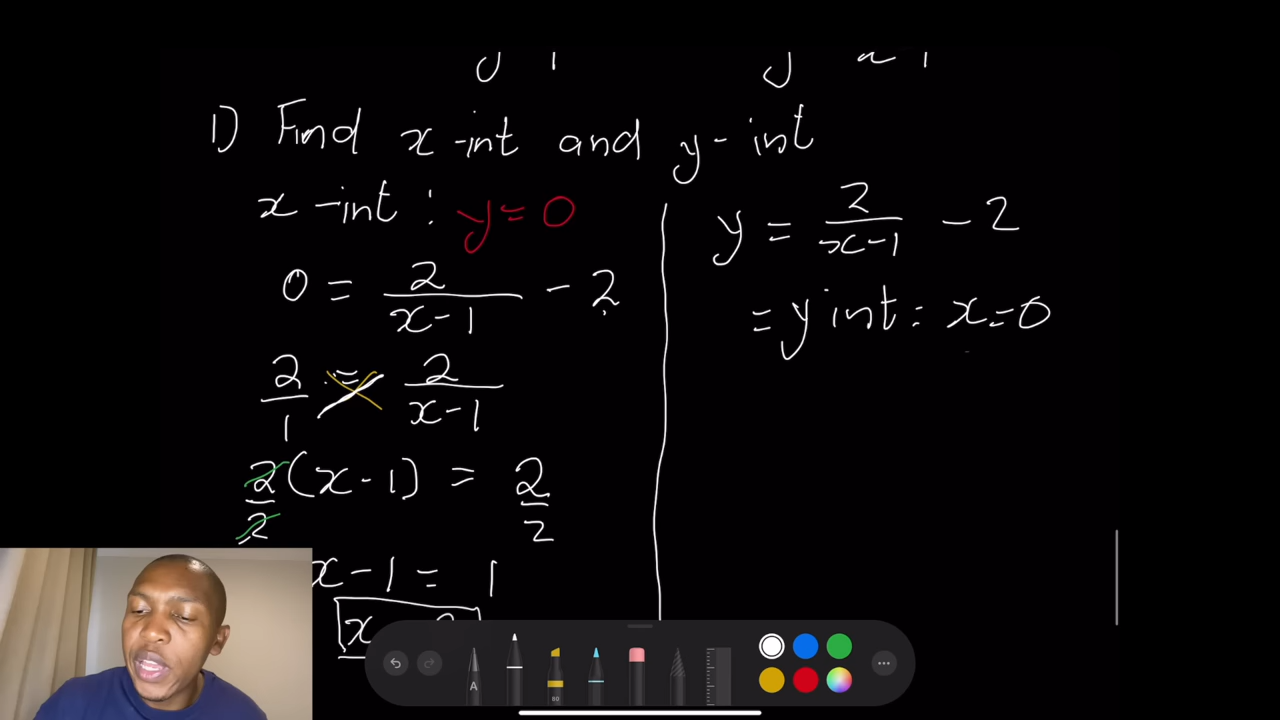 1) Find x-int and y-int
x-int : y=0
0 = 2/(x-1) - 2
2/1 = 2/(x-1)
2/2 (x-1) = 2/2
x-1 = 1
x
y = 2/(x-1) - 2
= y int : x=0
A
80